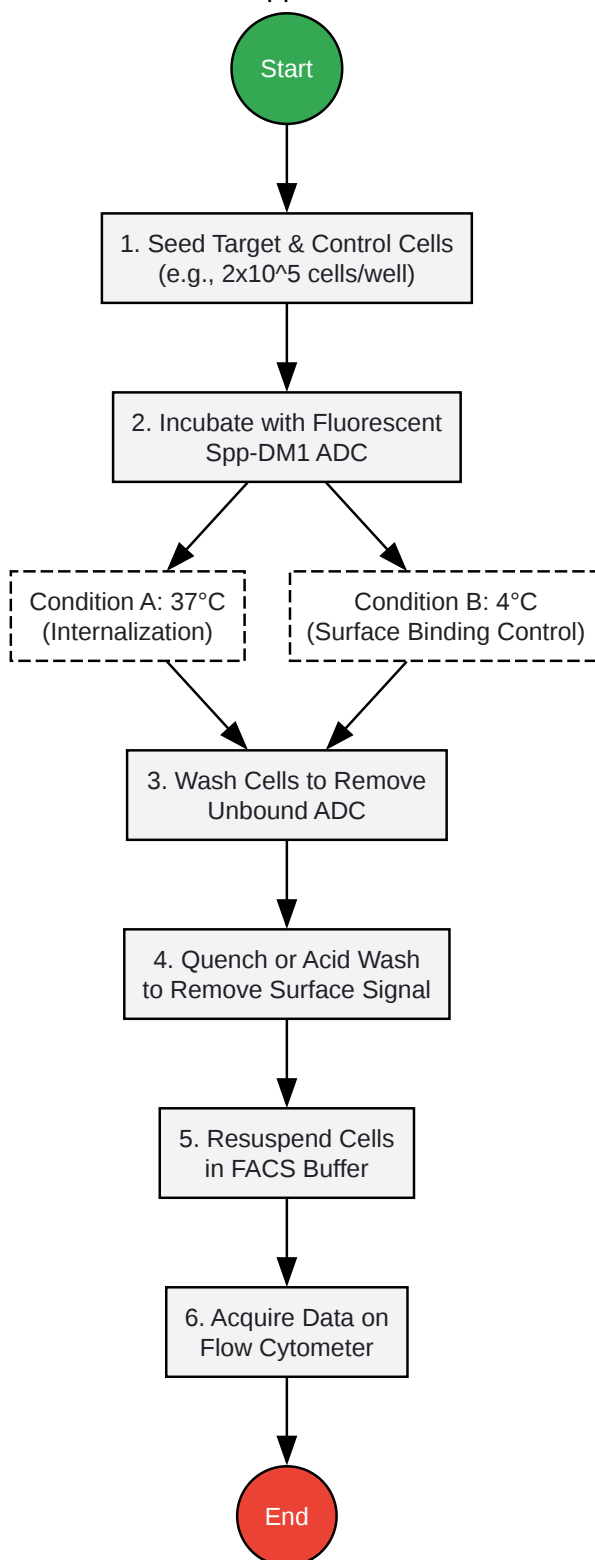 Start
1. Seed Target & Control Cells
(e.g., 2x10^5 cells/well)
2. Incubate with Fluorescent
Spp-DM1 ADC
Condition A: 37°C
(Internalization)
Condition B: 4°C
(Surface Binding Control)
3. Wash Cells to Remove
Unbound ADC
4. Quench or Acid Wash
to Remove Surface Signal
5. Resuspend Cells
in FACS Buffer
6. Acquire Data on
Flow Cytometer
End